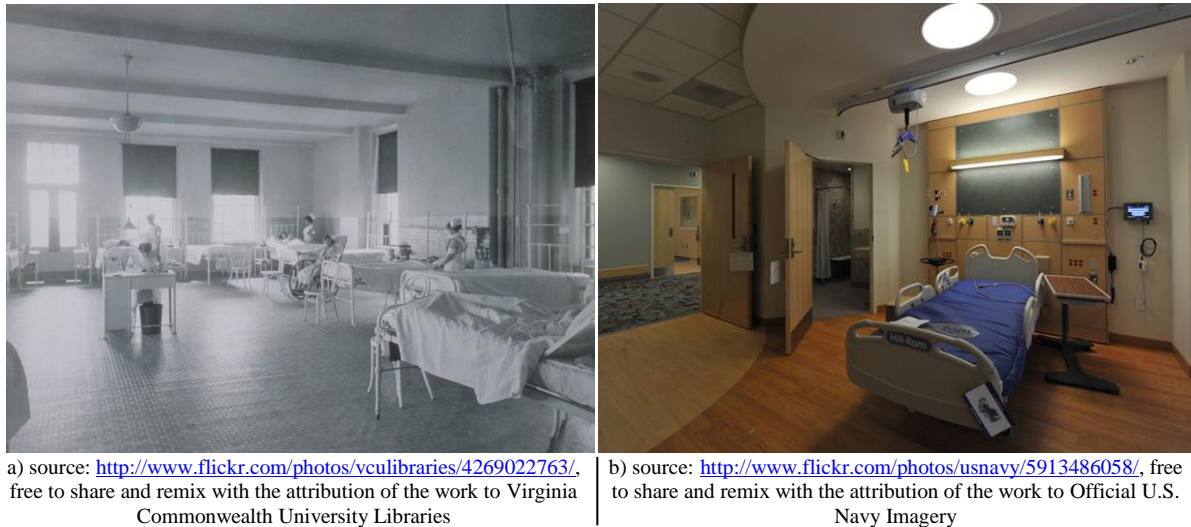 Hill-Rom
a) source: http://www.flickr.com/photos/vculibraries/4269022763/,
free to share and remix with the attribution of the work to Virginia
Commonwealth University Libraries
b) source: http://www.flickr.com/photos/usnavy/5913486058/, free
to share and remix with the attribution of the work to Official U.S.
Navy Imagery